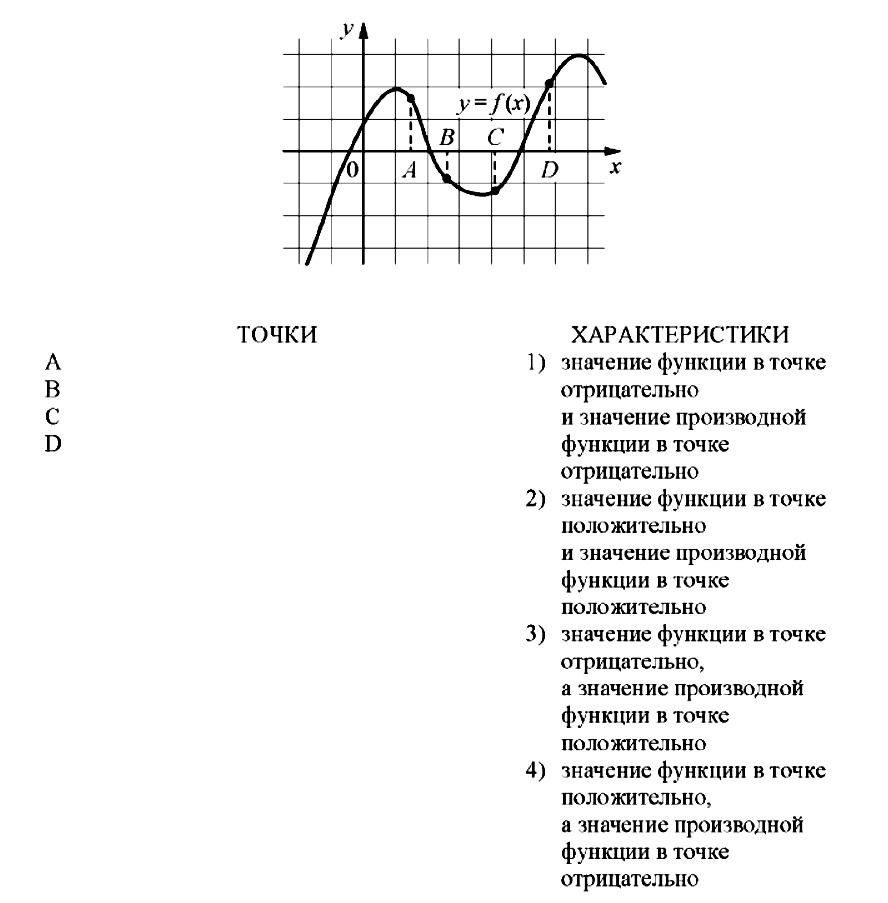 y
y = f(x)
B C
0 A D x
ТОЧКИ
A
B
C
D
ХАРАКТЕРИСТИКИ
1) значение функции в точке
отрицательно
и значение производной
функции в точке
отрицательно
2) значение функции в точке
положительно
и значение производной
функции в точке
положительно
3) значение функции в точке
отрицательно,
а значение производной
функции в точке
положительно
4) значение функции в точке
положительно,
а значение производной
функции в точке
отрицательно